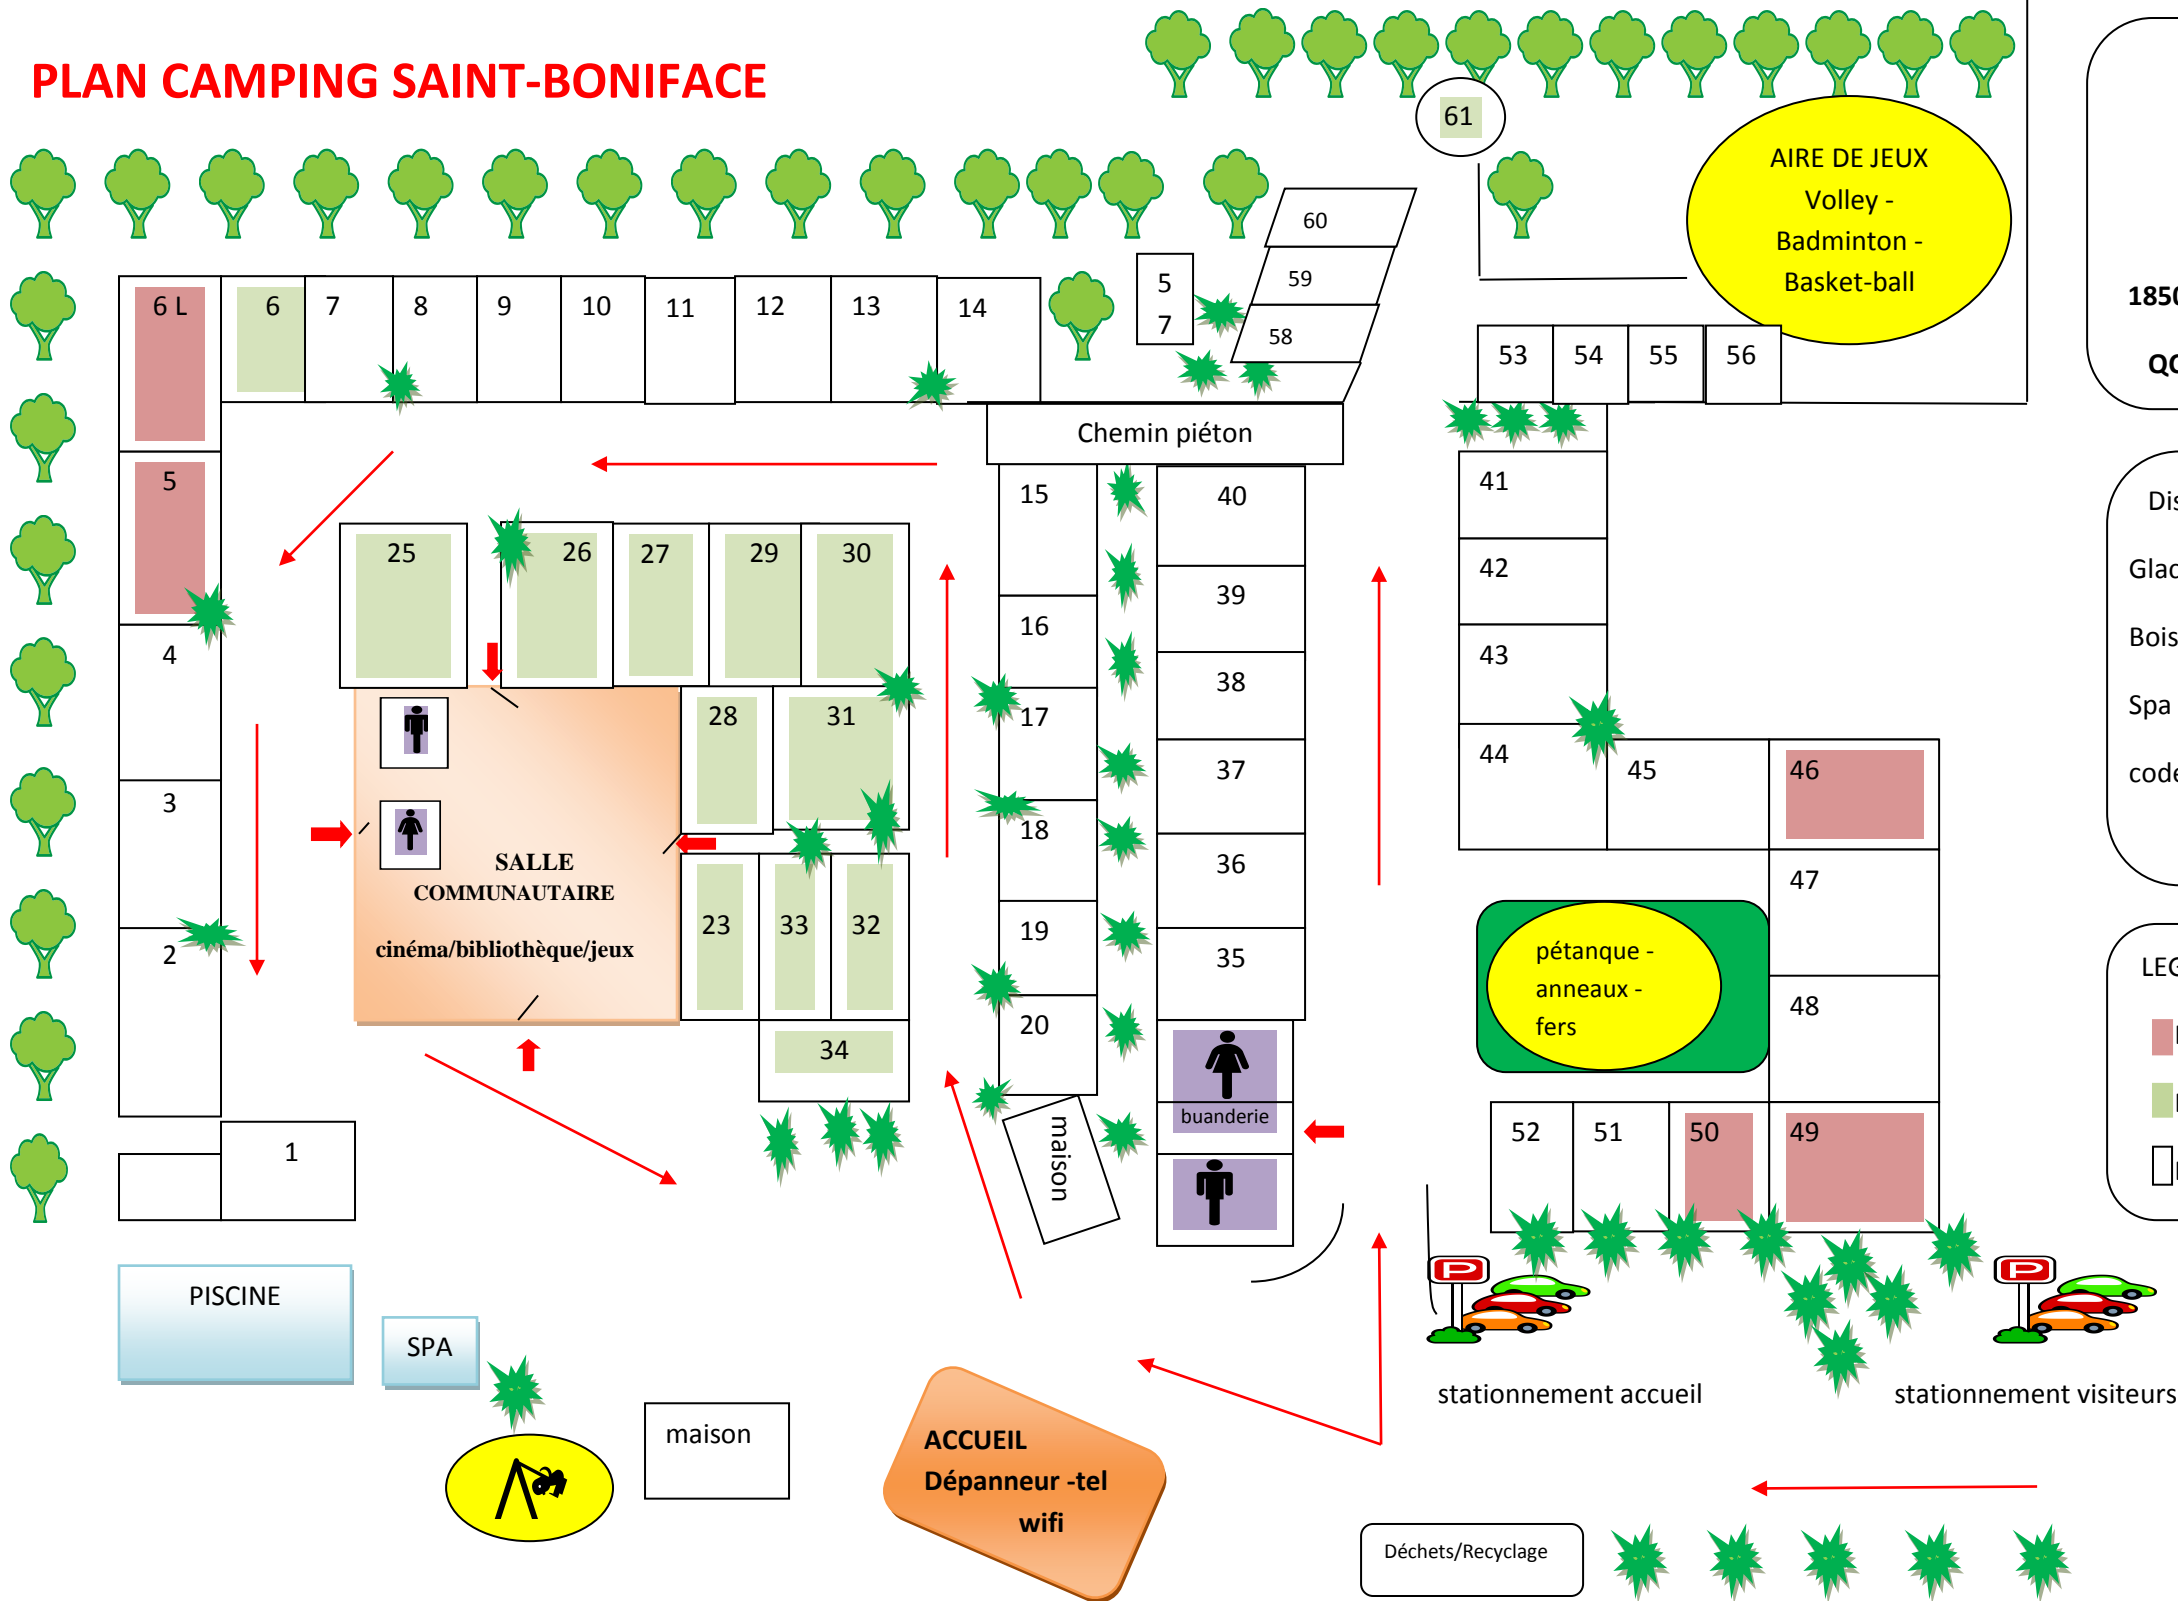 PLAN CAMPING SAINT-BONIFACE
61
AIRE DE JEUX
Volley -
Badminton -
Basket-ball
60
59
58
5
7
6 L
6
7
8
9
10
11
12
13
14
53
54
55
56
Chemin piéton
5
4
3
2
1
25
26
27
29
30
28
31
23
33
32
34
SALLE
COMMUNAUTAIRE
cinéma/bibliothèque/jeux
15
16
17
18
19
20
maison
40
39
38
37
36
35
buanderie
41
42
43
44
45
46
47
48
49
50
51
52
pétanque -
anneaux -
fers
PISCINE
SPA
maison
ACCUEIL
Dépanneur -tel
wifi
P
stationnement accueil
P
stationnement visiteurs
Déchets/Recyclage
1850
Spa